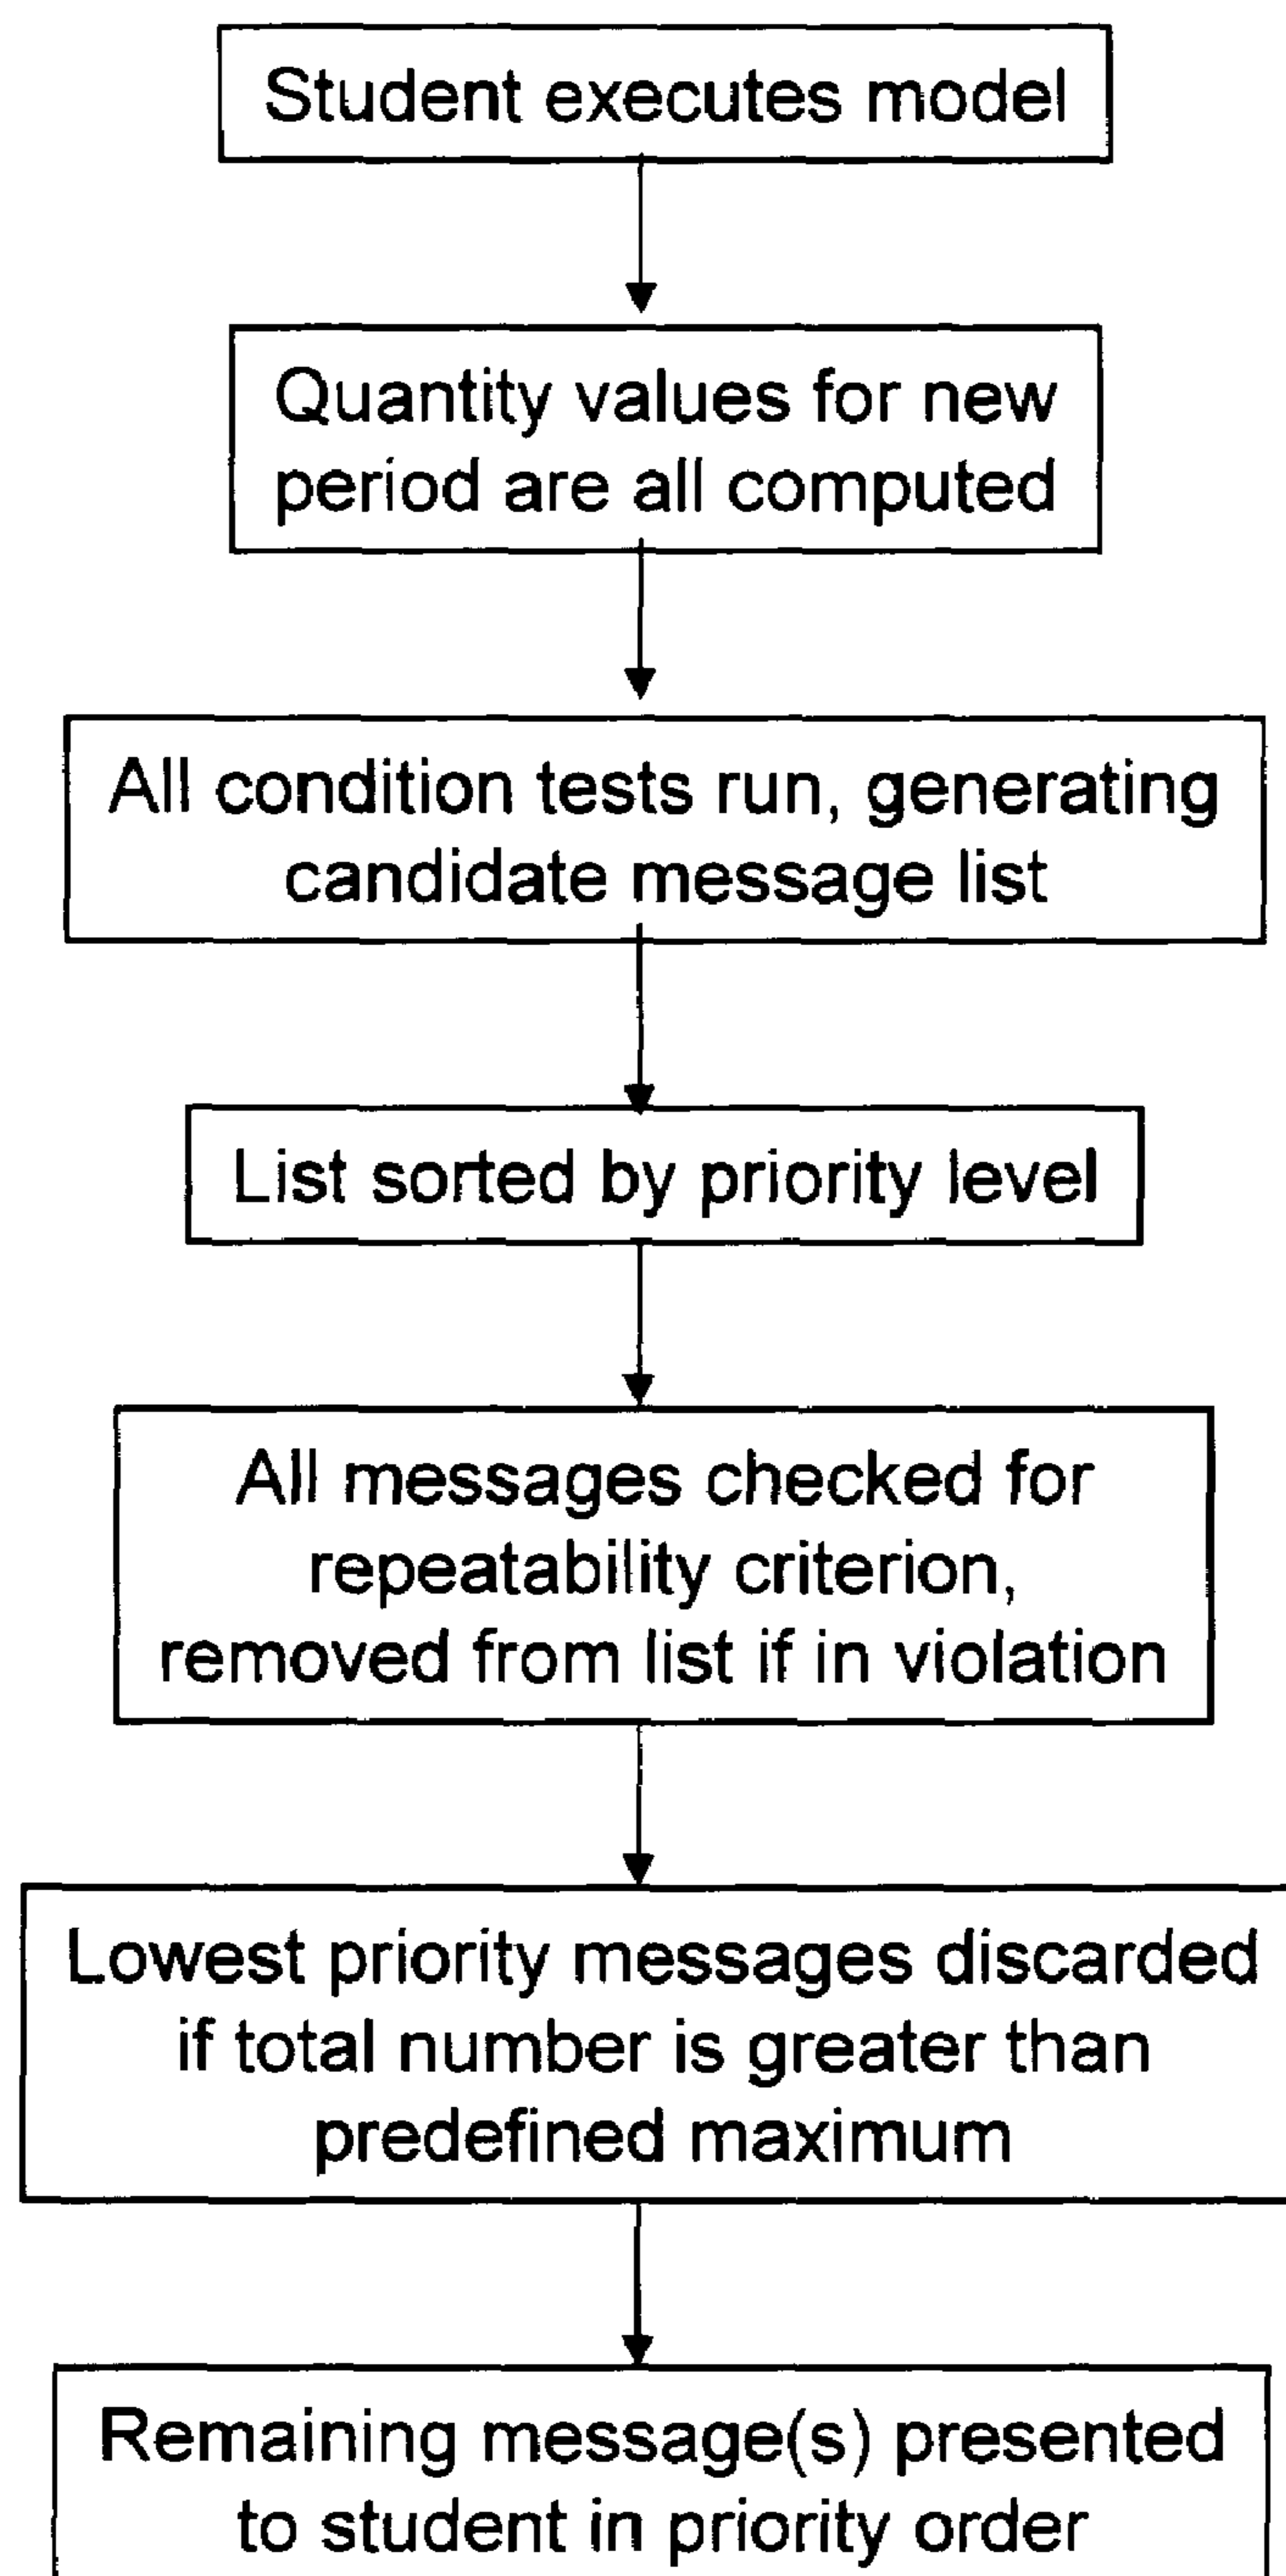 Student executes model
Quantity values for new
period are all computed
All condition tests run, generating
candidate message list
List sorted by priority level
All messages checked for
repeatability criterion,
removed from list if in violation
Lowest priority messages discarded
if total number is greater than
predefined maximum
Remaining message(s) presented
to student in priority order